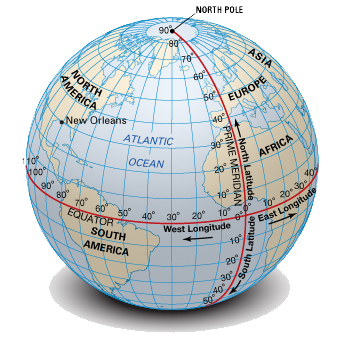 NORTH POLE
90°
80°
70°
60°
50°
ASIA
EUROPE
NORTH
AMERICA
New Orleans
ATLANTIC
OCEAN
AFRICA
30°
20°
10°
PRIME MERIDIAN
North Latitude
110°
100°
90°
80°
70°
60°
50°
40°
30°
20°
10°
0°
10°
20°
30°
40°
EQUATOR
West Longitude
East Longitude
SOUTH
AMERICA
South Latitude
10°
20°
30°
40°
50°